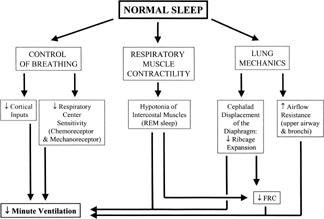 NORMAL SLEEP
CONTROL
OF BREATHING
RESPIRATORY
MUSCLE
CONTRACTILITY
LUNG
MECHANICS
↓ Cortical
Inputs
↓ Respiratory
Center
Sensitivity
(Chemoreceptor
& Mechanoreceptor)
Hypotonia of
Intercostal Muscles
(REM sleep)
Cephalad
Displacement
of the
Diaphragm:
↓ Ribcage
Expansion
↑ Airflow
Resistance
(upper airway
& bronchi)
↓ FRC
↓ Minute Ventilation